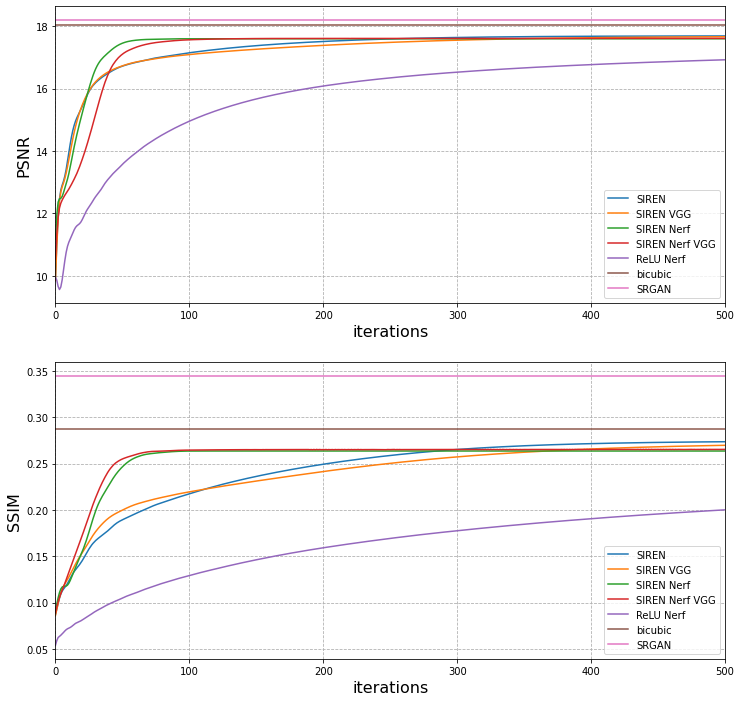 18
16
14
12
10
PSNR
SIREN
SIREN VGG
SIREN Nerf
SIREN Nerf VGG
ReLU Nerf
bicubic
SRGAN
0 100 200 300 400 500
iterations
0.35
0.30
0.25
0.20
0.15
0.10
0.05
SSIM
SIREN
SIREN VGG
SIREN Nerf
SIREN Nerf VGG
ReLU Nerf
bicubic
SRGAN
0 100 200 300 400 500
iterations